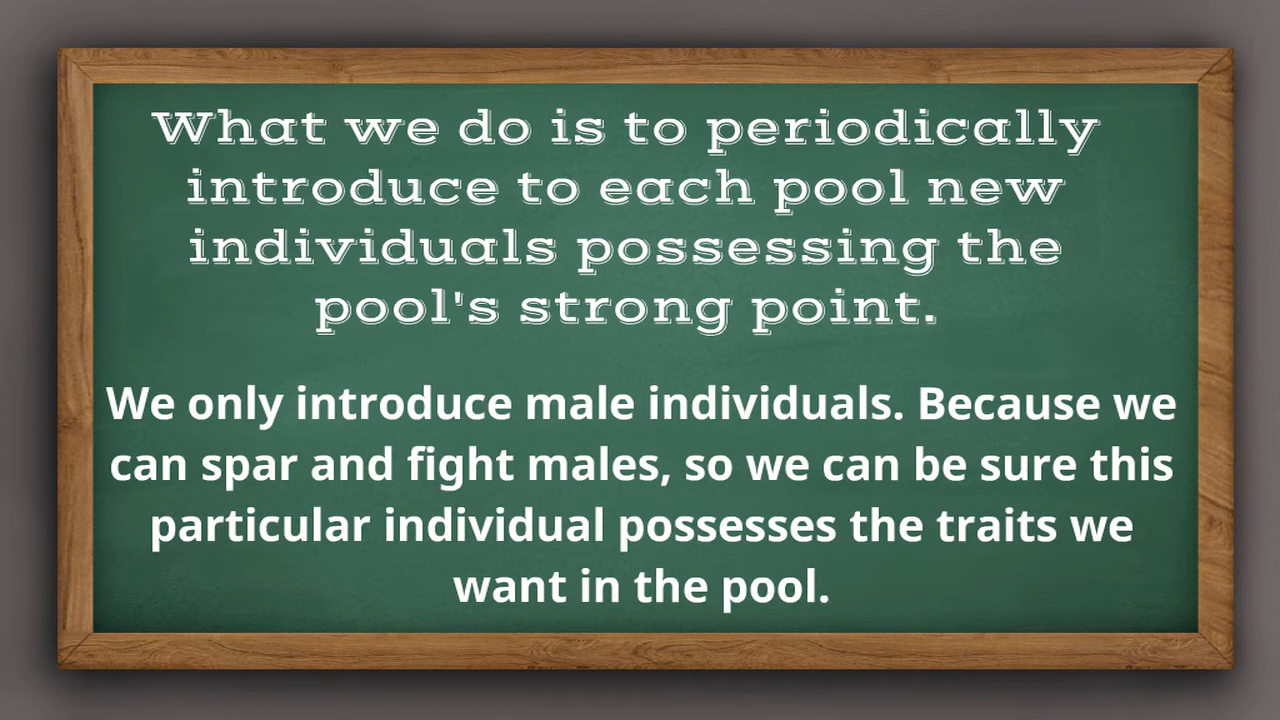 What we do is to periodically
introduce to each pool new
individuals possessing the
pool's strong point.
We only introduce male individuals. Because we
can spar and fight males, so we can be sure this
particular individual possesses the traits we
want in the pool.